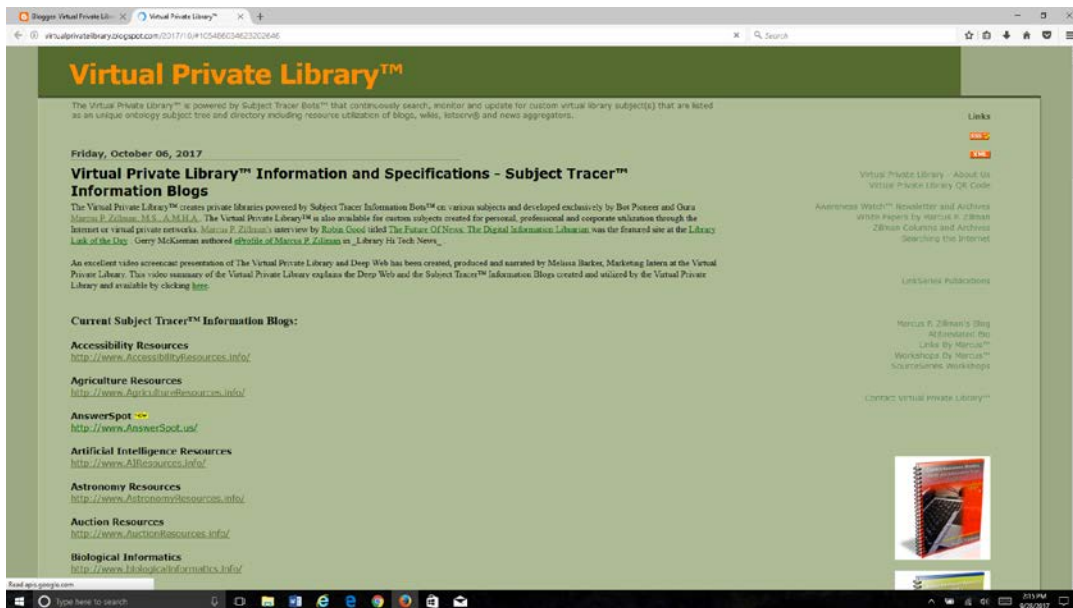 Blogger: Virtual Private Lib
Virtual Private Library™
virtualprivatelibrary.blogspot.com/2017/10/#105486034623202646
Search
Virtual Private Library™
The Virtual Private Library™ is powered by Subject Tracer Bots™ that continuously search, monitor and update for custom virtual library subject(s) that are listed
as an unique ontology subject tree and directory including resource utilization of blogs, wikis, listserv® and news aggregators.
Links
XML
Friday, October 06, 2017
Virtual Private Library™ Information and Specifications - Subject Tracer™
Information Blogs
The Virtual Private Library™ creates private libraries powered by Subject Tracer Information Bots™ on various subjects and developed exclusively by Bot Pioneer and Guru
Marcus P. Zillman, M.S., A.M.H.A.. The Virtual Private Library™ is also available for custom subjects created for personal, professional and corporate utilization through the
Internet or virtual private networks. Marcus P. Zillman's interview by Robin Good titled The Future Of News: The Digital Information Librarian was the featured site at the Library
Link of the Day . Gerry McKiernan authored eProfile of Marcus P. Zillman in _Library Hi Tech News_ .
An excellent video screencast presentation of The Virtual Private Library and Deep Web has been created, produced and narrated by Melissa Barker, Marketing Intern at the Virtual
Private Library. This video summary of the Virtual Private Library explains the Deep Web and the Subject Tracer™ Information Blogs created and utilized by the Virtual Private
Library and available by clicking here.
Current Subject Tracer™ Information Blogs:
Accessibility Resources
http://www.AccessibilityResources.info/
Agriculture Resources
http://www.AgricultureResources.info/
AnswerSpot
http://www.AnswerSpot.us/
Artificial Intelligence Resources
http://www.AIResources.info/
Astronomy Resources
http://www.AstronomyResources.info/
Auction Resources
http://www.AuctionResources.info/
Biological Informatics
http://www.biologicalInformatics.info/
Virtual Private Library - About Us
Virtual Private Library QR Code
Awareness Watch™ Newsletter and Archives
White Papers by Marcus P. Zillman
Zillman Columns and Archives
Searching the Internet
LinkSeries Publications
Marcus P. Zillman's Blog
Abbreviated Bio
Links By Marcus™
Workshops By Marcus™
SourceSeries Workshops
Contact Virtual Private Library™
Read apis.google.com
Type here to search
2:15 PM
9/28/2017